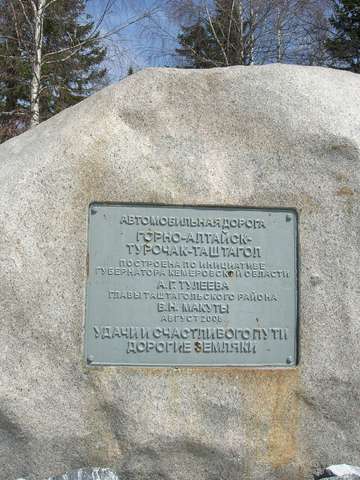 АВТОМОБИЛЬНАЯ ДОРОГА
ГОРНО-АЛТАЙСК-
ТУРОЧАК-ТАШТАГОЛ
ПОСТРОЕНА ПО ИНИЦИАТИВЕ
ГУБЕРНАТОРА КЕМЕРОВСКОЙ ОБЛАСТИ
А.Г. ТУЛЕЕВА
ГЛАВЫ ТАШТАГОЛЬСКОГО РАЙОНА
В.Н. МАКУТЫ
АВГУСТ 2006
УДАЧИ И СЧАСТЛИВОГО ПУТИ
ДОРОГИЕ ЗЕМЛЯКИ